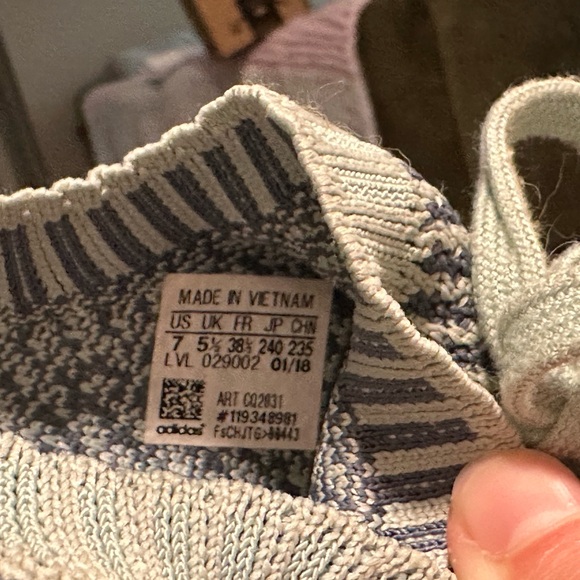 MADE IN VIETNAM
US UK FR JP CHN
7 5½ 38⅔ 240 235
LVL 029002 01/18
ART CQ2031
#119348981
adidas